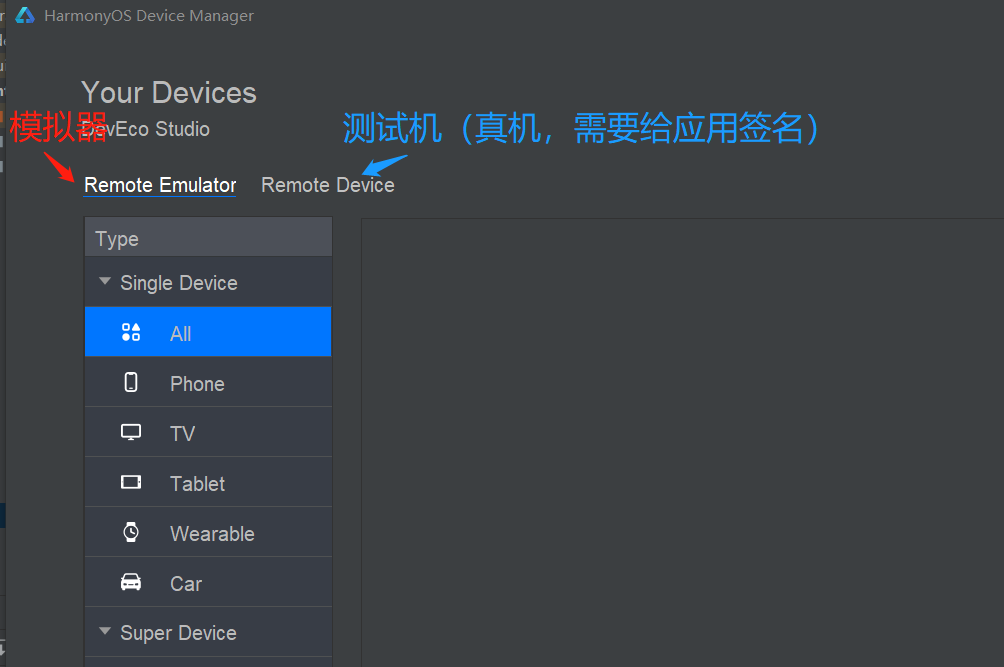 HarmonyOS Device Manager
Your Devices
模拟器
DevEco Studio
测试机（真机，需要给应用签名）
Remote Emulator
Remote Device
Type
Single Device
All
Phone
TV
Tablet
Wearable
Car
Super Device